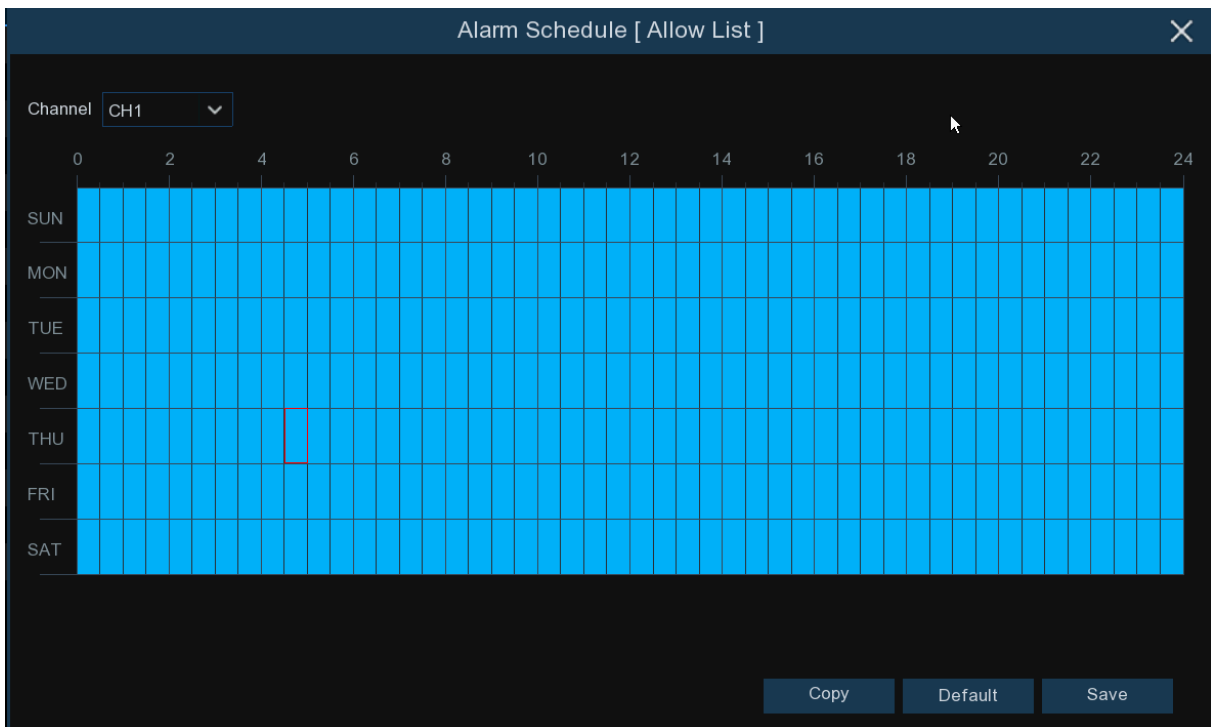 Alarm Schedule [ Allow List ]
Channel CH1
0 2 4 6 8 10 12 14 16 18 20 22 24
SUN
MON
TUE
WED
THU
FRI
SAT
Copy Default Save